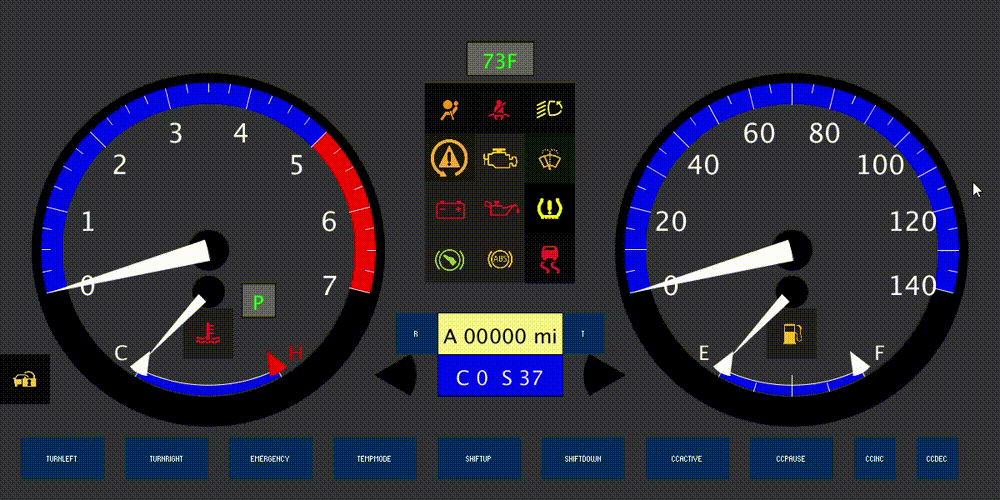 73F
3 4
2 5
1 6
0 7
P
C H
60 80
40 100
20 120
0 140
E F
ABS
R A 00000 mi T
C 0 S 37
TURNLEFT TURNRIGHT EMERGENCY TEMPMODE SHIFTUP SHIFTDOWN CCACTIVE CCPAUSE CCINC CCDEC